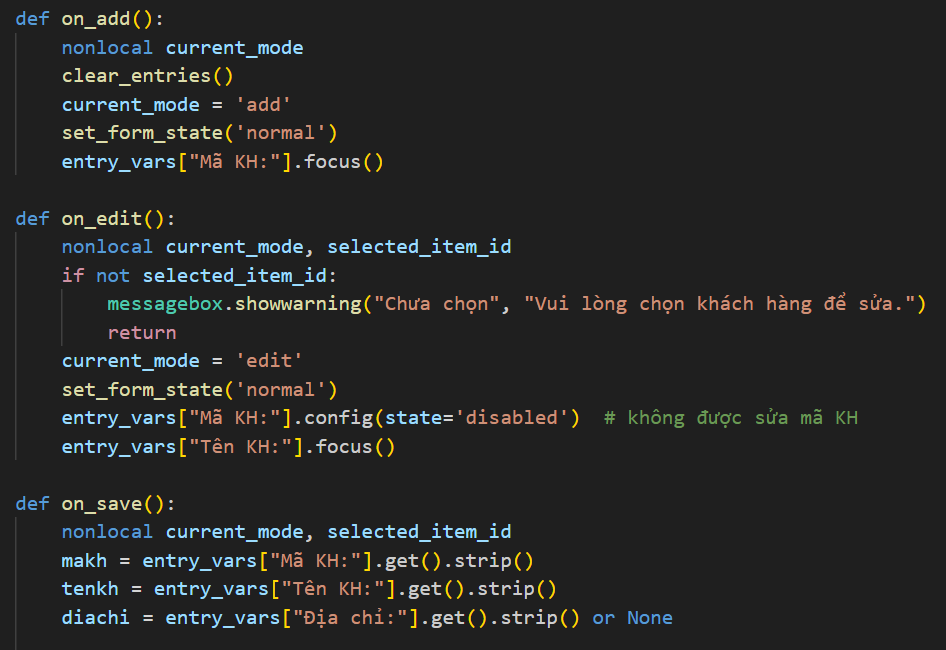 def on_add():
    nonlocal current_mode
    clear_entries()
    current_mode = 'add'
    set_form_state('normal')
    entry_vars["Mã KH:"].focus()

def on_edit():
    nonlocal current_mode, selected_item_id
    if not selected_item_id:
        messagebox.showwarning("Chưa chọn", "Vui lòng chọn khách hàng để sửa.")
        return
    current_mode = 'edit'
    set_form_state('normal')
    entry_vars["Mã KH:"].config(state='disabled')  # không được sửa mã KH
    entry_vars["Tên KH:"].focus()

def on_save():
    nonlocal current_mode, selected_item_id
    makh = entry_vars["Mã KH:"].get().strip()
    tenkh = entry_vars["Tên KH:"].get().strip()
    diachi = entry_vars["Địa chỉ:"].get().strip() or None